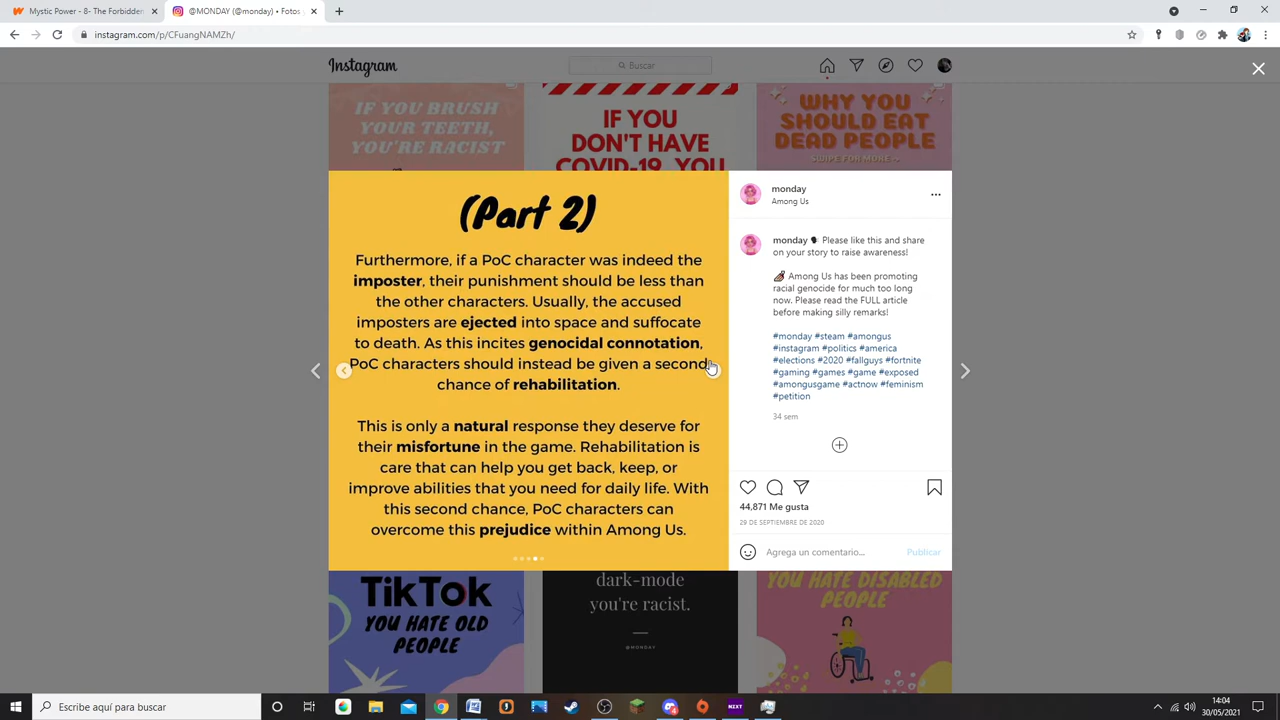 Mystic Power - 8- The Forbidden
@MONDAY (@monday) • Fotos y
instagram.com/p/CFuangNAMZh/
Instagram
Buscar
IF YOU BRUSH
YOUR TEETH,
YOU'RE RACIST
IF YOU
DON'T HAVE
COVID-19, YOU
WHY YOU
SHOULD EAT
DEAD PEOPLE
SWIPE FOR MORE
(Part 2)
Furthermore, if a PoC character was indeed the
imposter, their punishment should be less than
the other characters. Usually, the accused
imposters are ejected into space and suffocate
to death. As this incites genocidal connotation,
PoC characters should instead be given a second
chance of rehabilitation.
This is only a natural response they deserve for
their misfortune in the game. Rehabilitation is
care that can help you get back, keep, or
improve abilities that you need for daily life. With
this second chance, PoC characters can
overcome this prejudice within Among Us.
monday
Among Us
monday 🗣 Please like this and share
on your story to raise awareness!
Among Us has been promoting
racial genocide for much too long
now. Please read the FULL article
before making silly remarks!
#monday #steam #amongus
#instagram #politics #america
#elections #2020 #fallguys #fortnite
#gaming #games #game #exposed
#amongusgame #actnow #feminism
#petition
34 sem
44,871 Me gusta
29 DE SEPTIEMBRE DE 2020
Agrega un comentario...
Publicar
TikTok
YOU HATE OLD
PEOPLE
dark-mode
you're racist.
@MONDAY
YOU HATE DISABLED
PEOPLE
Escribe aquí para buscar
NIXT
14:04
30/05/2021